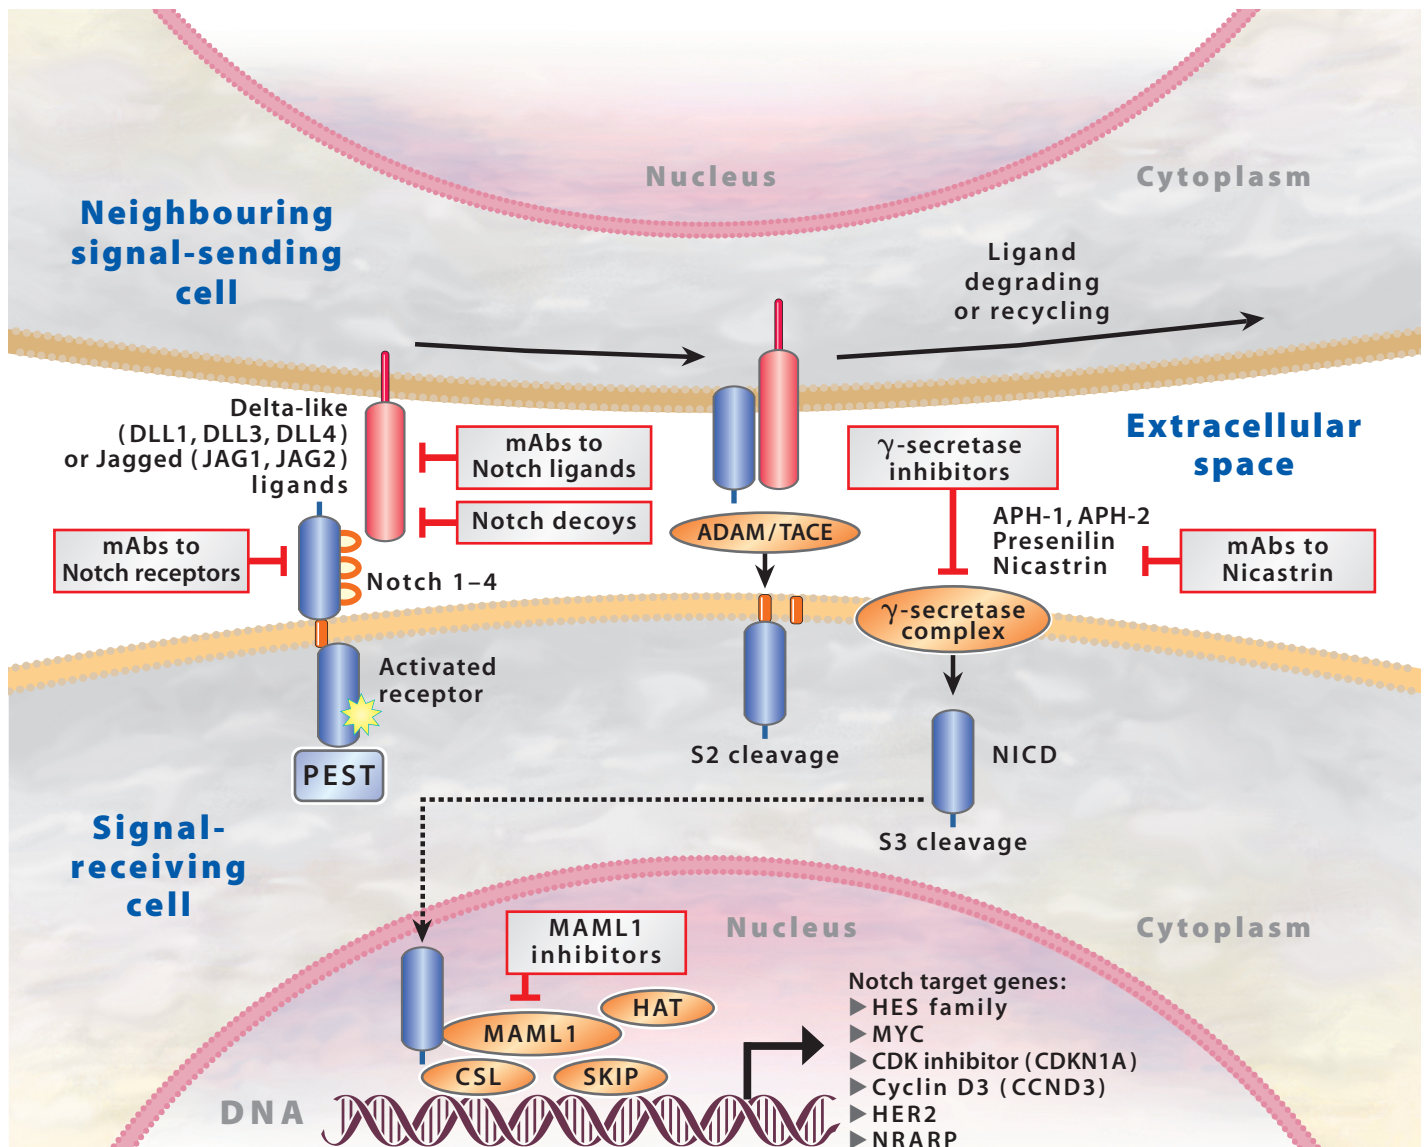 Nucleus
Cytoplasm
Neighbouring
signal-sending
cell
Ligand
degrading
or recycling
Delta-like
(DLL1, DLL3, DLL4)
or Jagged (JAG1, JAG2)
ligands
mAbs to
Notch ligands
Notch decoys
γ-secretase
inhibitors
Extracellular
space
mAbs to
Notch receptors
Notch 1–4
ADAM/TACE
APH-1, APH-2
Presenilin
Nicastrin
mAbs to
Nicastrin
γ-secretase
complex
Activated
receptor
PEST
S2 cleavage
NICD
S3 cleavage
Signal-
receiving
cell
Nucleus
Cytoplasm
MAML1
inhibitors
HAT
MAML1
CSL
SKIP
DNA
Notch target genes:
▶ HES family
▶ MYC
▶ CDK inhibitor (CDKN1A)
▶ Cyclin D3 (CCND3)
▶ HER2
▶ NRARP